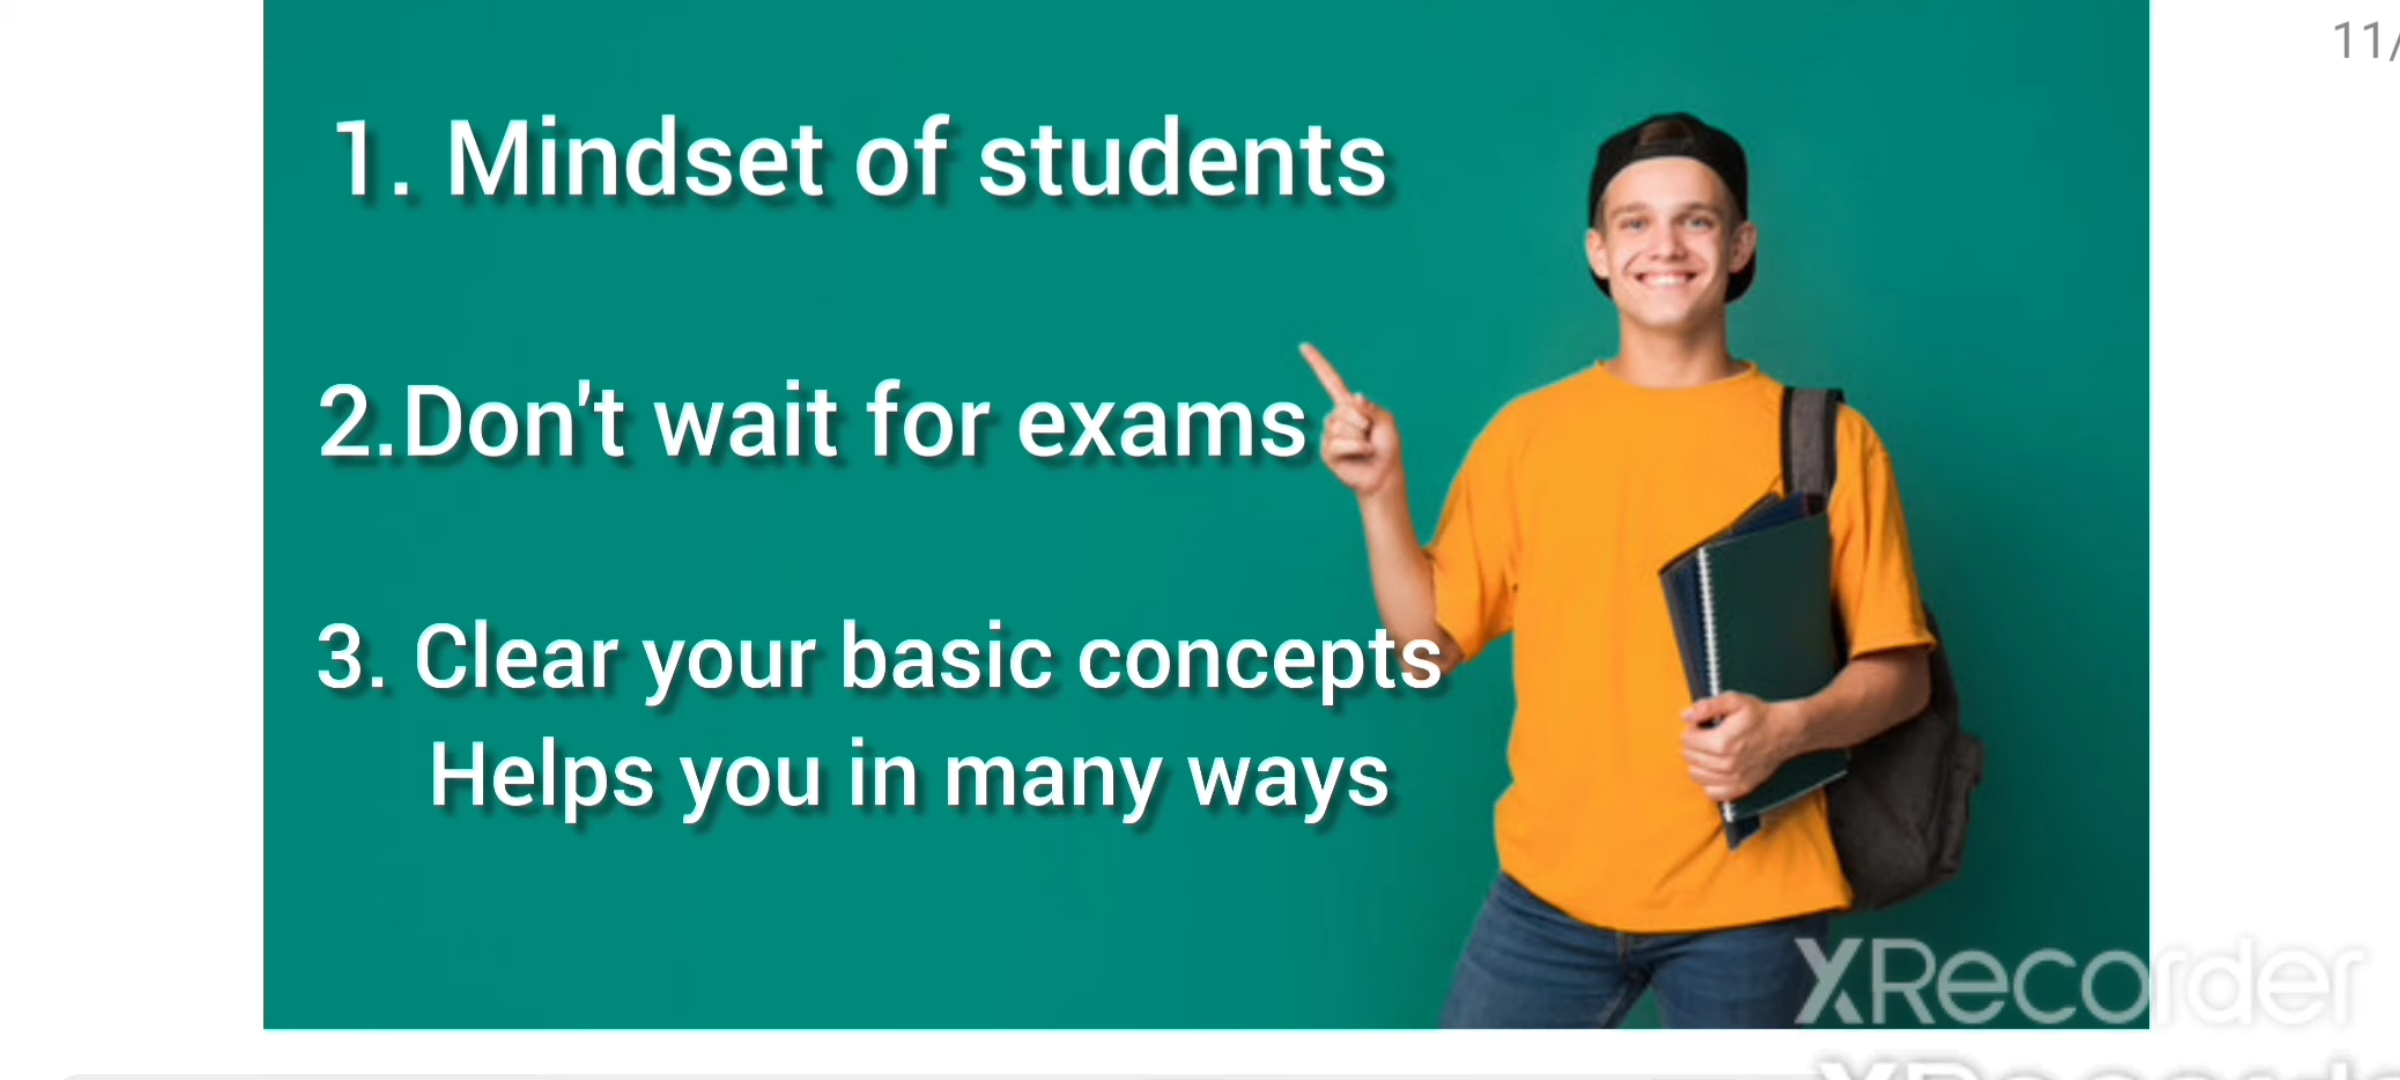 11/
1. Mindset of students
2.Don't wait for exams
3. Clear your basic concepts
Helps you in many ways
XRecorder